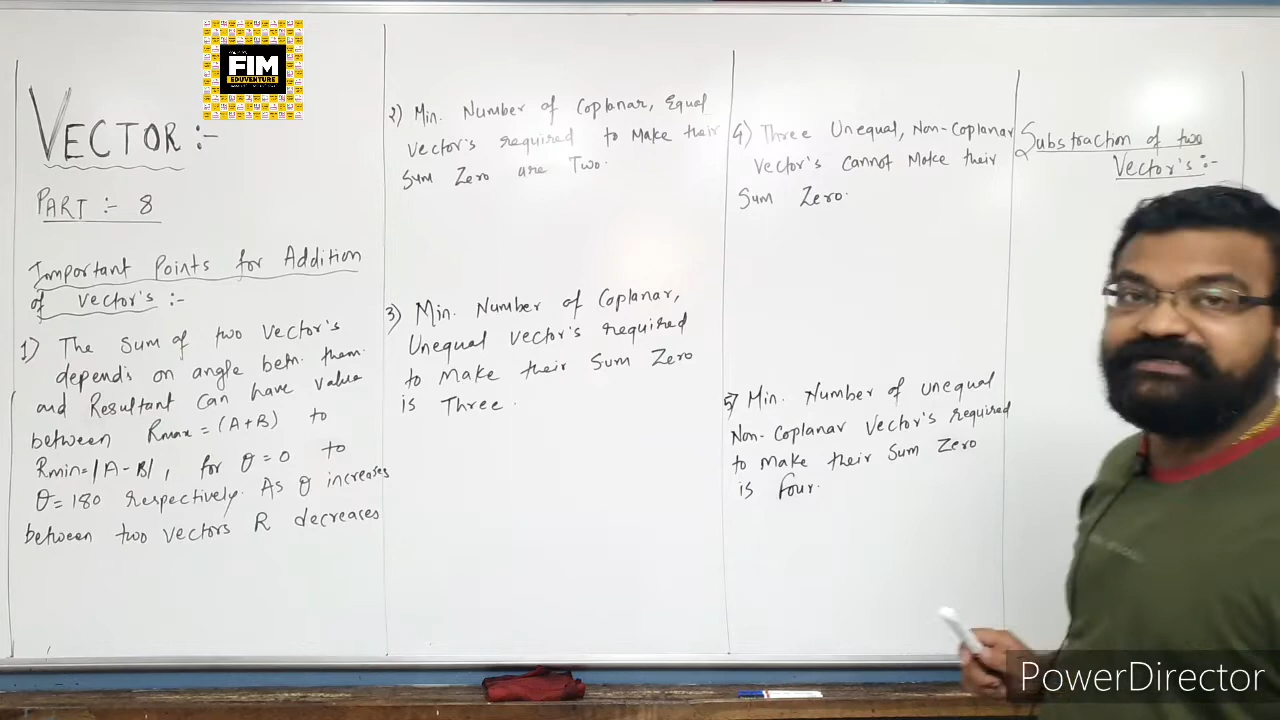 FIM
EDUVENTURE
VECTOR :-
PART :- 8
Important Points for Addition
of vector's :-
1) The sum of two vector's
depends on angle betn. them.
and Resultant can have value
between Rmax = (A+B) to
Rmin=|A-B|, for θ=0 to
θ=180 respectively. As θ increases
between two vectors R decreases
2) Min. Number of Coplanar, Equal
vector's required to Make their
Sum Zero are Two.
3) Min. Number of Coplanar,
Unequal vector's required
to Make their Sum Zero
is Three.
4) Three Unequal, Non-Coplanar
Vector's Cannot Make their
Sum Zero.
5) Min. Number of unequal
Non-Coplanar Vector's required
to Make their Sum Zero
is four.
Substraction of two
Vector's :-
PowerDirector